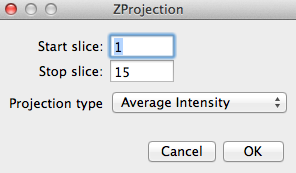 ZProjection
Start slice: 1
Stop slice: 15
Projection type Average Intensity
Cancel OK